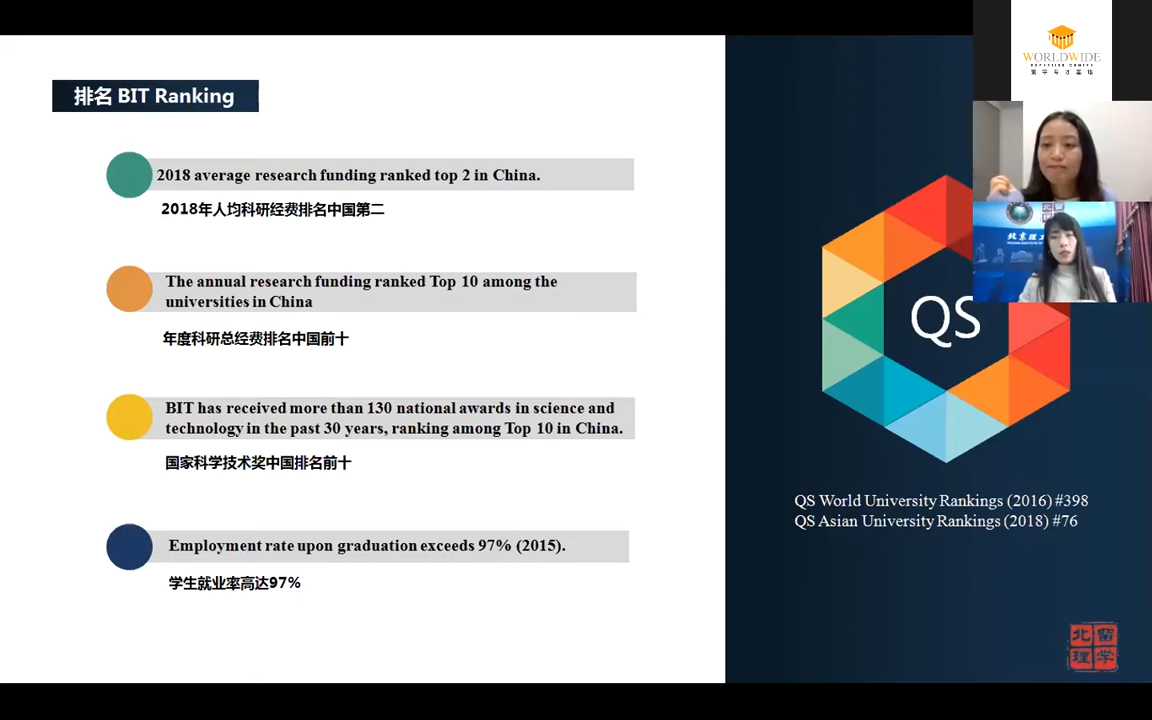 排名 BIT Ranking
2018 average research funding ranked top 2 in China.
2018年人均科研经费排名中国第二
The annual research funding ranked Top 10 among the
universities in China
年度科研总经费排名中国前十
BIT has received more than 130 national awards in science and
technology in the past 30 years, ranking among Top 10 in China.
国家科学技术奖中国排名前十
Employment rate upon graduation exceeds 97% (2015).
学生就业率高达97%
QS
QS World University Rankings (2016) #398
QS Asian University Rankings (2018) #76
WORLDWIDE
北京理工
北留
理学